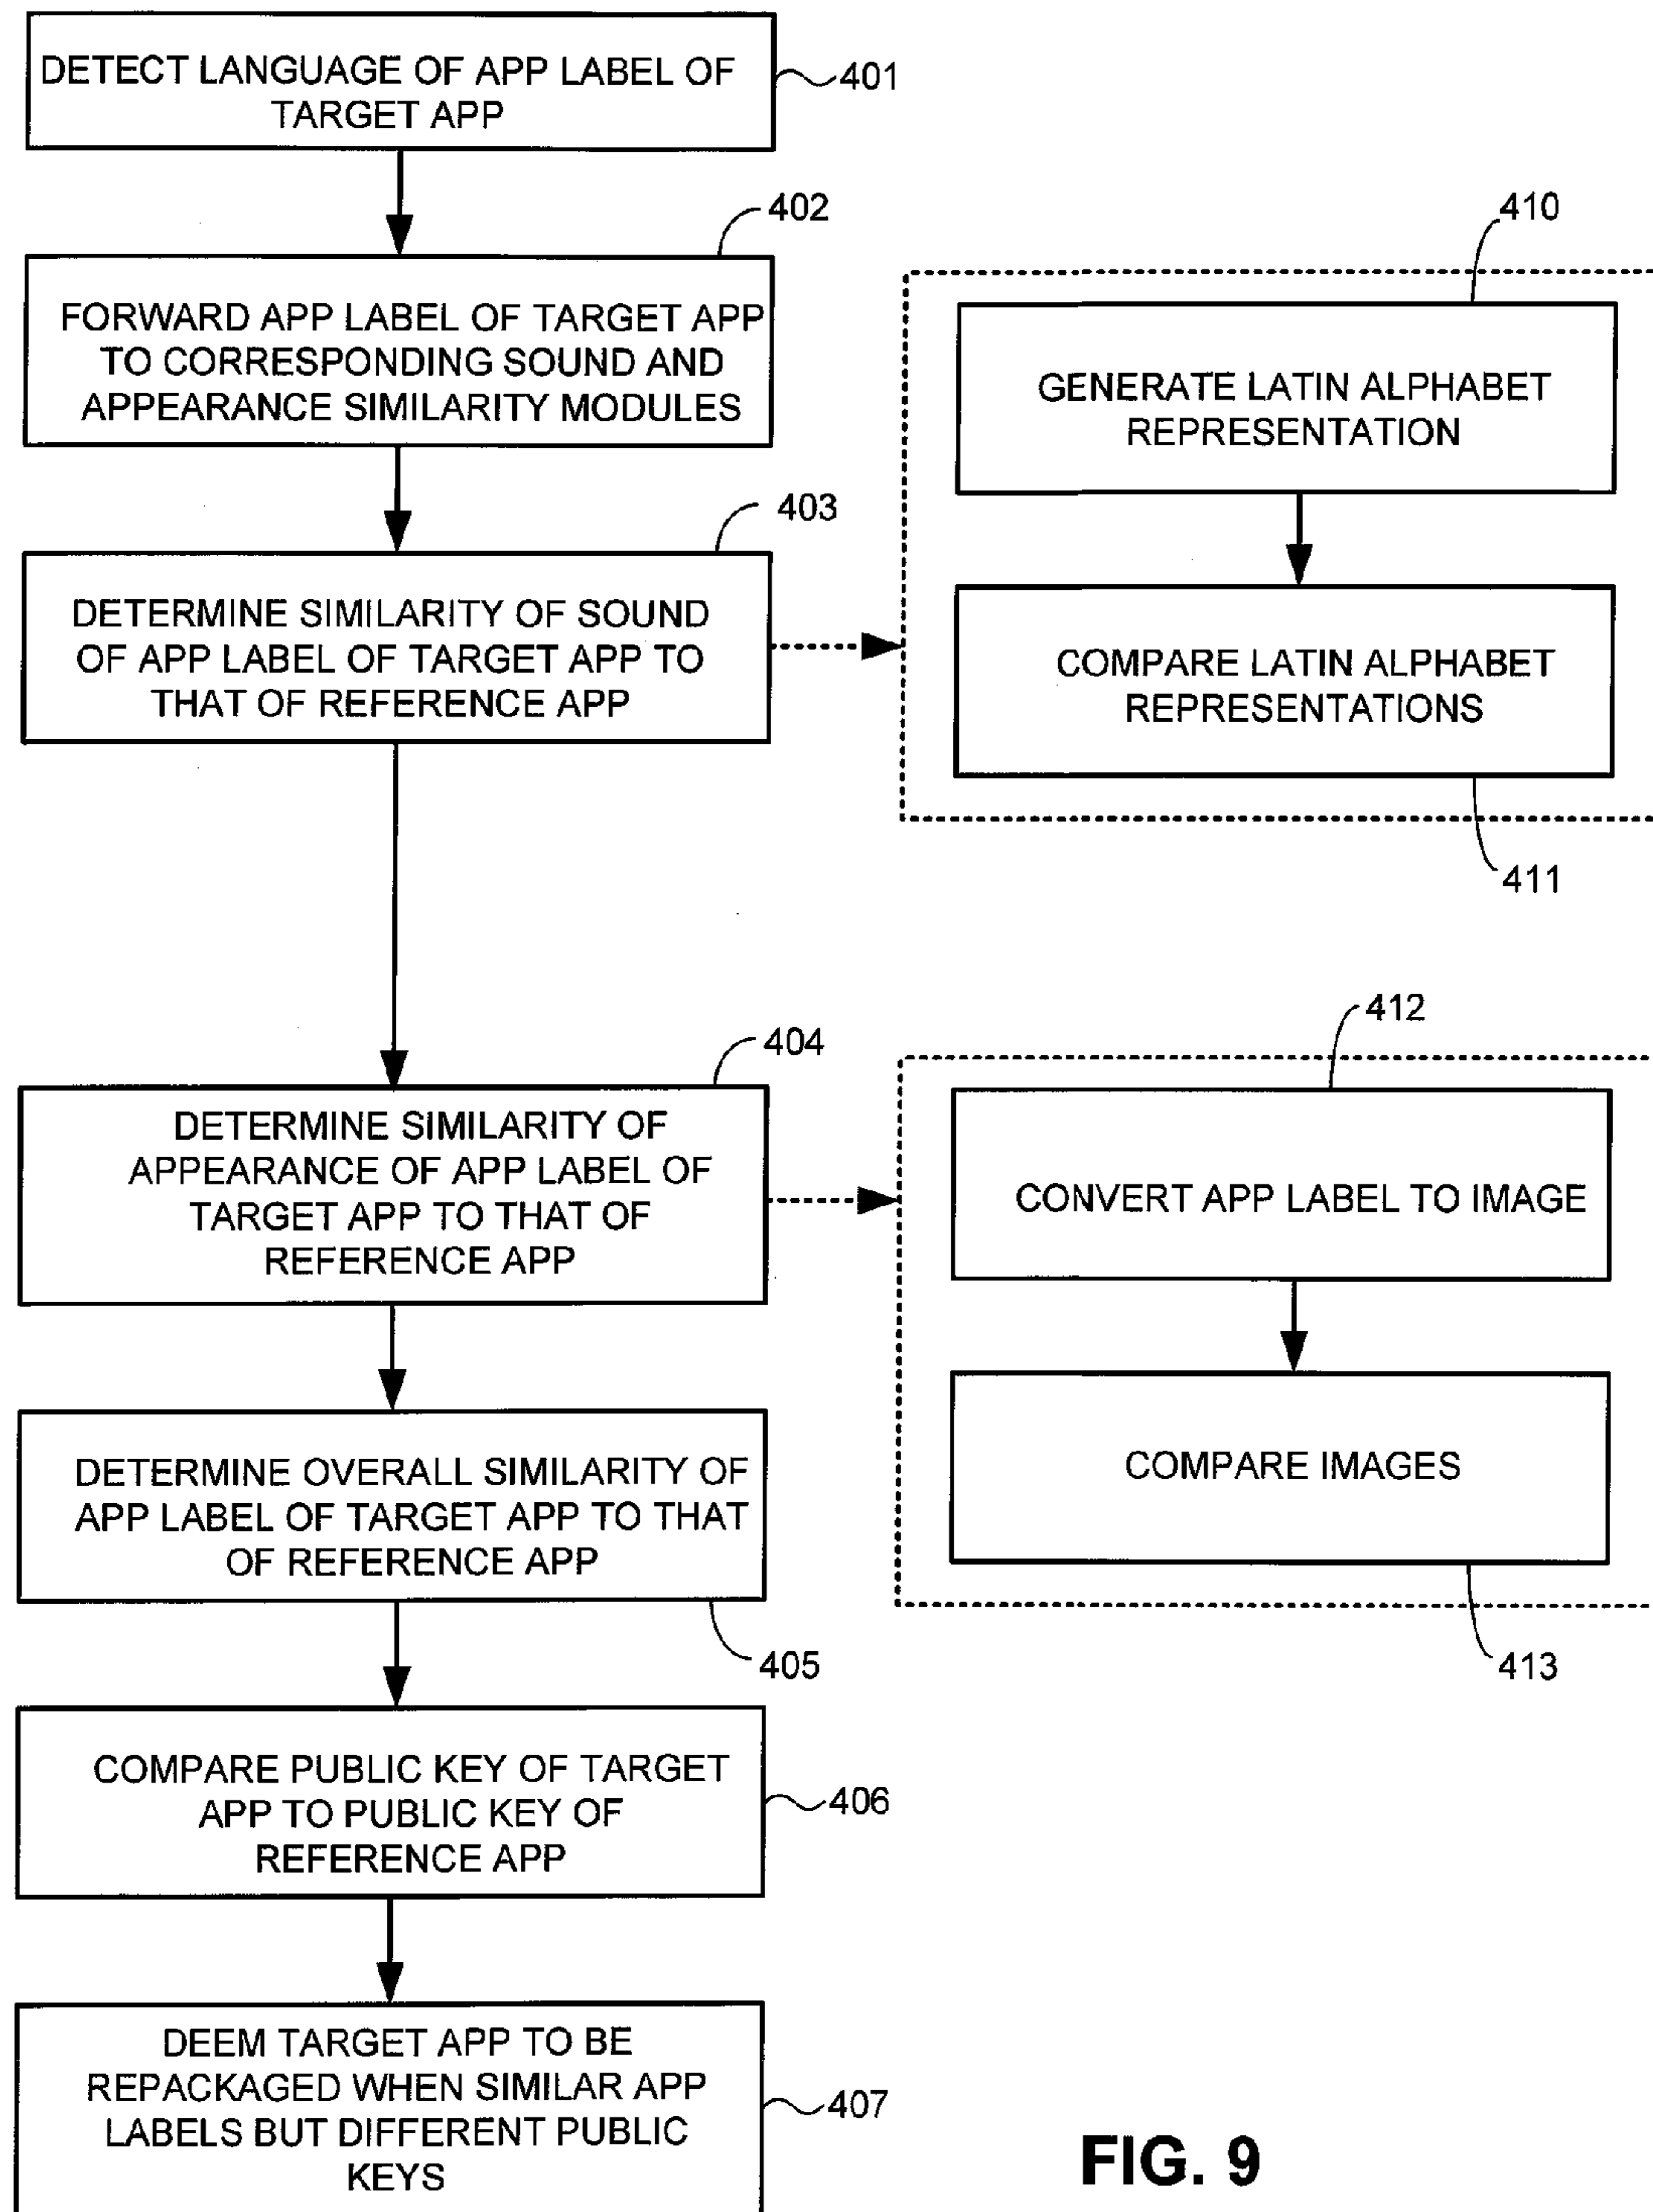 DETECT LANGUAGE OF APP LABEL OF
TARGET APP
401
402
FORWARD APP LABEL OF TARGET APP
TO CORRESPONDING SOUND AND
APPEARANCE SIMILARITY MODULES
403
DETERMINE SIMILARITY OF SOUND
OF APP LABEL OF TARGET APP TO
THAT OF REFERENCE APP
410
GENERATE LATIN ALPHABET
REPRESENTATION
COMPARE LATIN ALPHABET
REPRESENTATIONS
411
404
DETERMINE SIMILARITY OF
APPEARANCE OF APP LABEL OF
TARGET APP TO THAT OF
REFERENCE APP
412
CONVERT APP LABEL TO IMAGE
COMPARE IMAGES
413
DETERMINE OVERALL SIMILARITY OF
APP LABEL OF TARGET APP TO THAT
OF REFERENCE APP
405
COMPARE PUBLIC KEY OF TARGET
APP TO PUBLIC KEY OF
REFERENCE APP
406
DEEM TARGET APP TO BE
REPACKAGED WHEN SIMILAR APP
LABELS BUT DIFFERENT PUBLIC
KEYS
407
FIG. 9